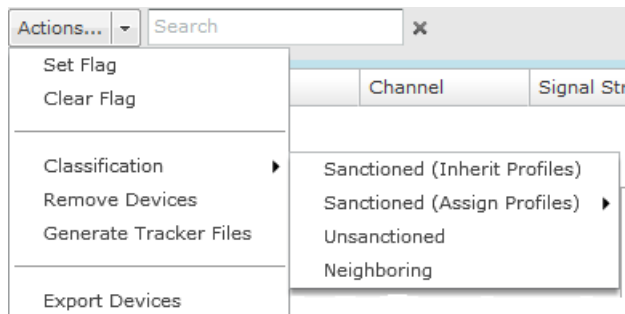 Actions... Search
Set Flag
Channel Signal Str
Clear Flag
Classification
Sanctioned (Inherit Profiles)
Remove Devices
Sanctioned (Assign Profiles)
Generate Tracker Files
Unsanctioned
Neighboring
Export Devices